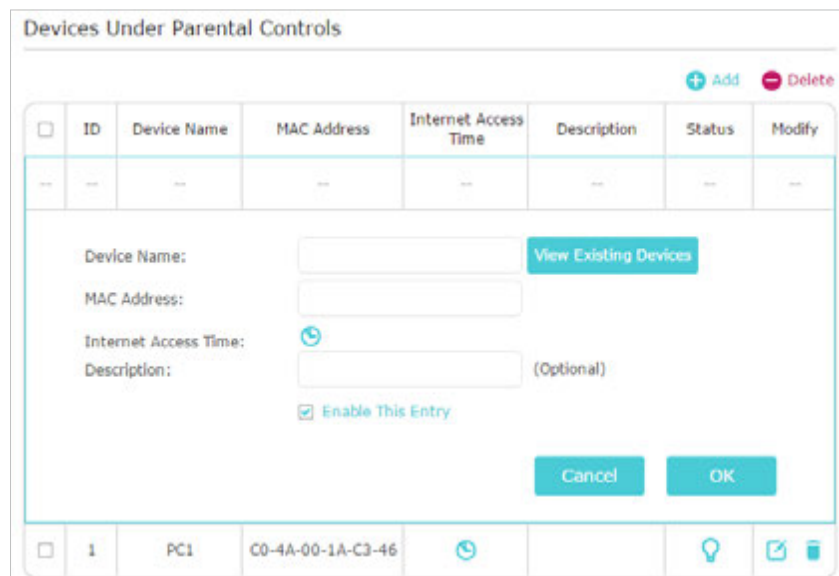 Devices Under Parental Controls
Add Delete
ID Device Name MAC Address Internet Access Time Description Status Modify
-- -- -- -- -- -- -- --
Device Name: View Existing Devices
MAC Address:
Internet Access Time:
Description: (Optional)
Enable This Entry
Cancel OK
1 PC1 C0-4A-00-1A-C3-46